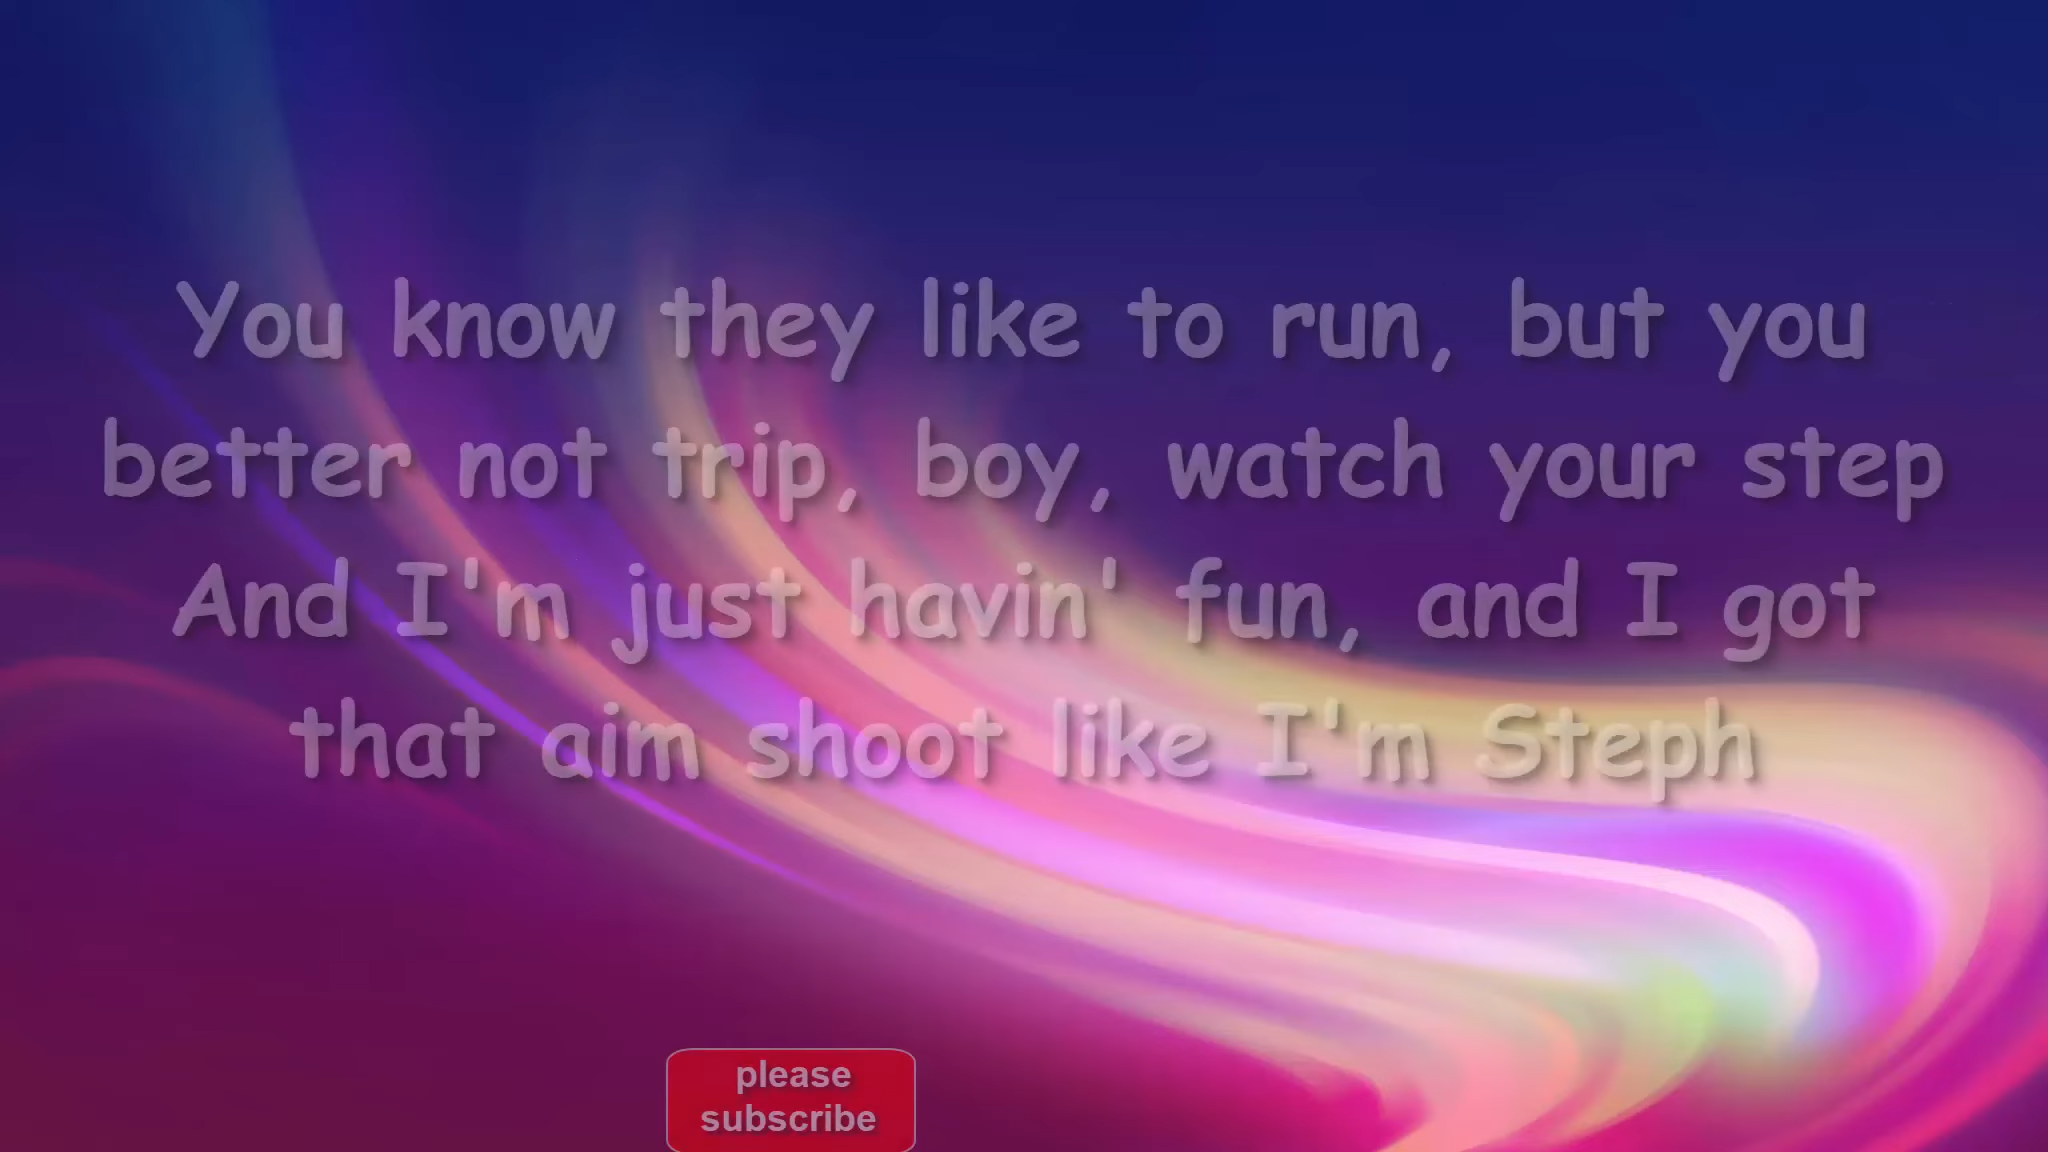 You know they like to run, but you
better not trip, boy, watch your step
And I'm just havin' fun, and I got
that aim shoot like I'm Steph
please
subscribe